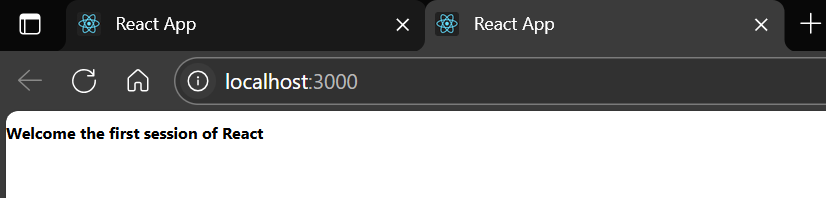 React App
React App
localhost:3000
Welcome the first session of React